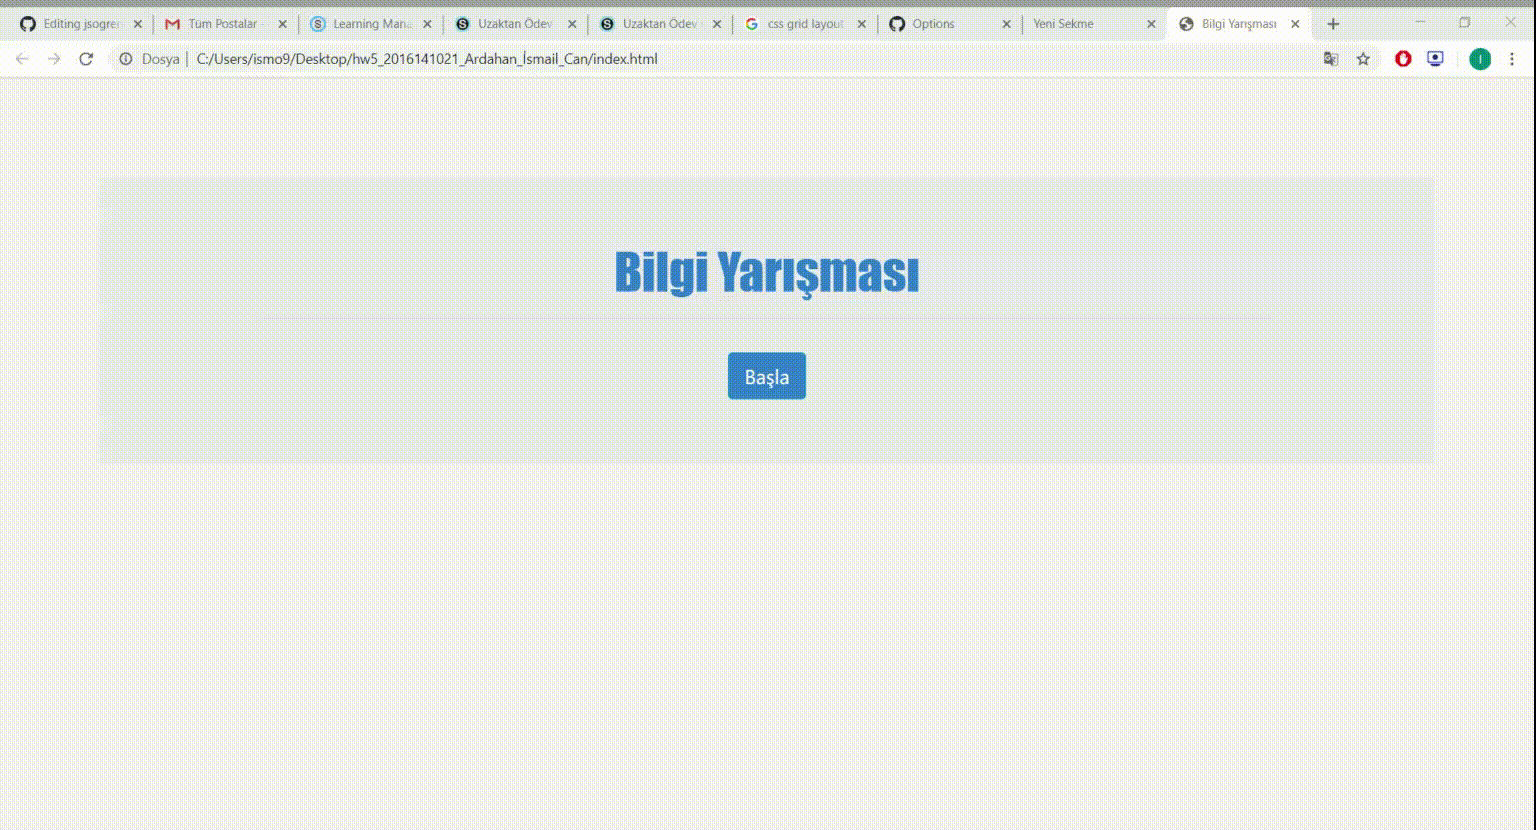 Editing jsogren
Tüm Postalar -
Learning Mana
Uzaktan Ödev
Uzaktan Ödev
css grid layout
Options
Yeni Sekme
Bilgi Yarışması
Dosya | C:/Users/ismo9/Desktop/hw5_2016141021_Ardahan_İsmail_Can/index.html
I
Bilgi Yarışması
Başla